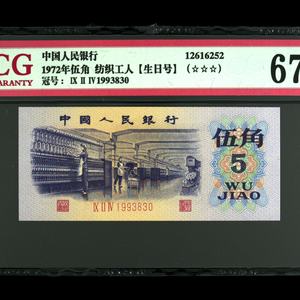 CG
WARRANTY
中国人民银行
1972年伍角 纺织工人【生日号】
冠号：IX II IV1993830
12616252
(☆☆☆)
67
中国人民银行
伍角
5
WU
JIAO
IX II IV 1993830